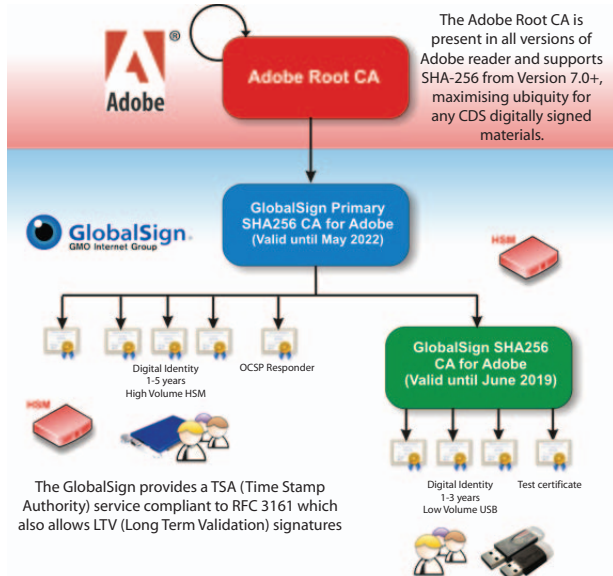 Adobe
®
Adobe Root CA
The Adobe Root CA is
present in all versions of
Adobe reader and supports
SHA-256 from Version 7.0+,
maximising ubiquity for
any CDS digitally signed
materials.
GlobalSign®
GMO Internet Group
GlobalSign Primary
SHA256 CA for Adobe
(Valid until May 2022)
HSM
Digital Identity
1-5 years
High Volume HSM
OCSP Responder
GlobalSign SHA256
CA for Adobe
(Valid until June 2019)
HSM
The GlobalSign provides a TSA (Time Stamp
Authority) service compliant to RFC 3161 which
also allows LTV (Long Term Validation) signatures
Digital Identity
1-3 years
Low Volume USB
Test certificate